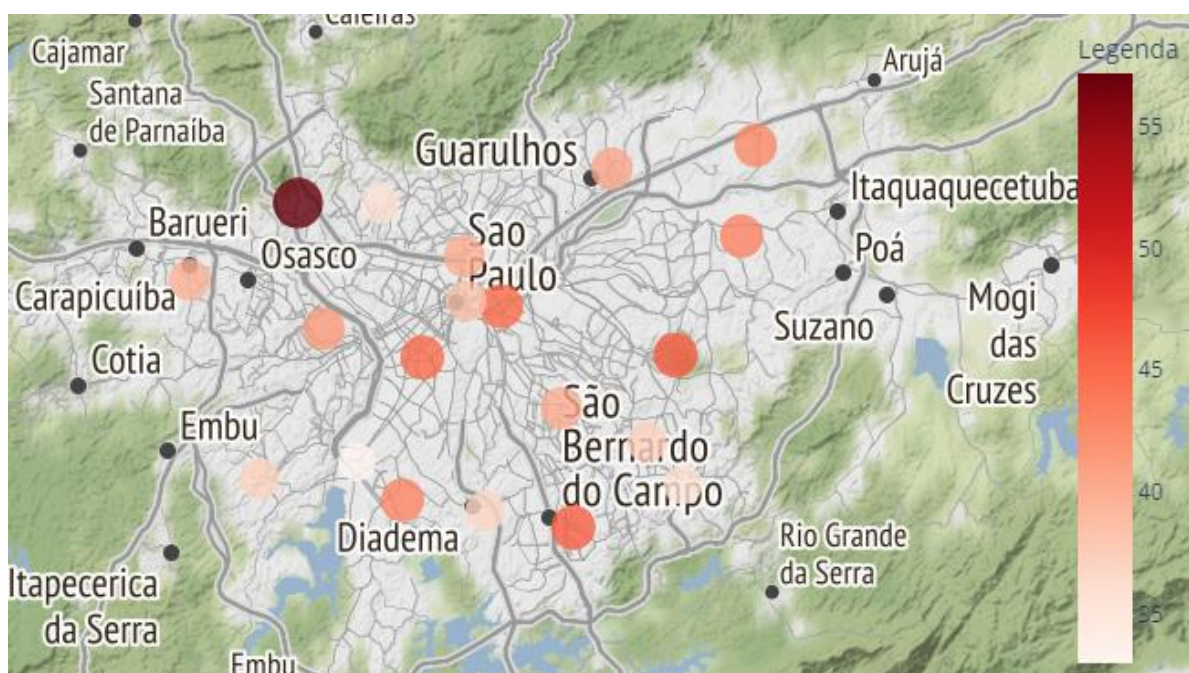 Caieiras
Cajamar
Legenda
Arujá
Santana
de Parnaíba
55
Guarulhos
Itaquaquecetuba
Barueri
Sao
Paulo
Osasco
Poá
50
Carapicuíba
Mogi
das
Cruzes
Suzano
Cotia
45
São
Bernardo
do Campo
Embu
40
Diadema
Rio Grande
da Serra
Itapecerica
da Serra
35
Embu